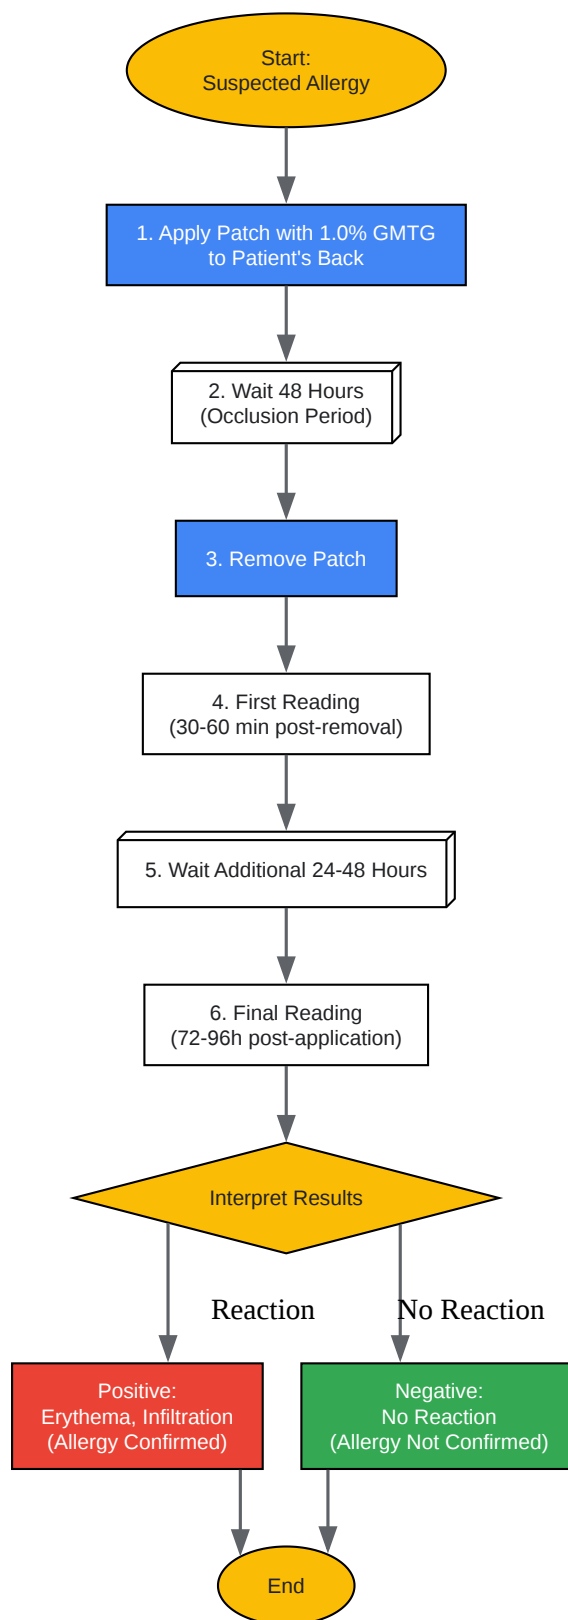 Start:
Suspected Allergy
1. Apply Patch with 1.0% GMTG
to Patient's Back
2. Wait 48 Hours
(Occlusion Period)
3. Remove Patch
4. First Reading
(30-60 min post-removal)
5. Wait Additional 24-48 Hours
6. Final Reading
(72-96h post-application)
Interpret Results
Reaction
No Reaction
Positive:
Erythema, Infiltration
(Allergy Confirmed)
Negative:
No Reaction
(Allergy Not Confirmed)
End